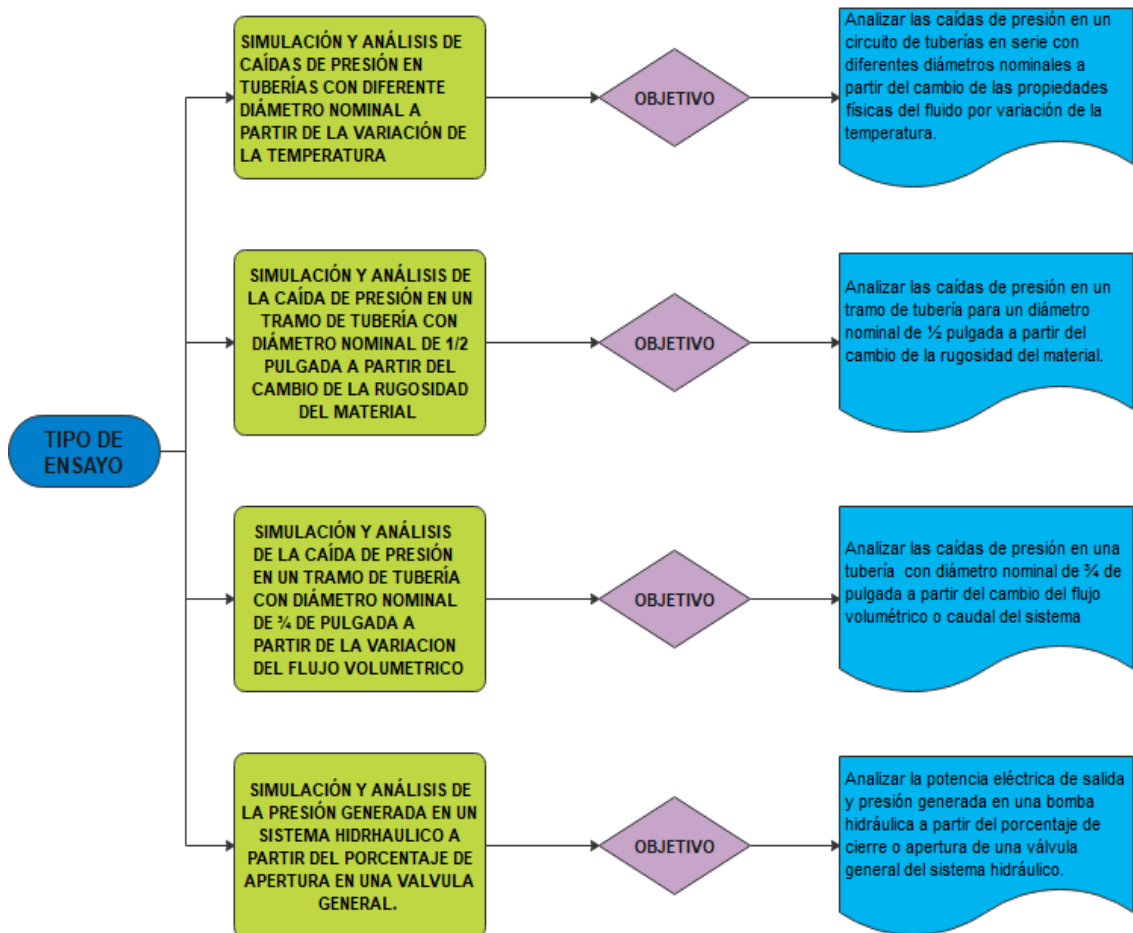 TIPO DE
ENSAYO
SIMULACIÓN Y ANÁLISIS DE
CAÍDAS DE PRESIÓN EN
TUBERÍAS CON DIFERENTE
DIÁMETRO NOMINAL A
PARTIR DE LA VARIACIÓN DE
LA TEMPERATURA
OBJETIVO
Analizar las caídas de presión en un
circuito de tuberías en serie con
diferentes diámetros nominales a
partir del cambio de las propiedades
físicas del fluido por variación de la
temperatura.
SIMULACIÓN Y ANÁLISIS DE
LA CAÍDA DE PRESIÓN EN UN
TRAMO DE TUBERÍA CON
DIÁMETRO NOMINAL DE 1/2
PULGADA A PARTIR DEL
CAMBIO DE LA RUGOSIDAD
DEL MATERIAL
OBJETIVO
Analizar las caídas de presión en un
tramo de tubería para un diámetro
nominal de ½ pulgada a partir del
cambio de la rugosidad del material.
SIMULACIÓN Y ANÁLISIS
DE LA CAÍDA DE PRESIÓN
EN UN TRAMO DE TUBERÍA
CON DIÁMETRO NOMINAL
DE ¾ DE PULGADA A
PARTIR DE LA VARIACION
DEL FLUJO VOLUMETRICO
OBJETIVO
Analizar las caídas de presión en una
tubería con diámetro nominal de ¾ de
pulgada a partir del cambio del flujo
volumétrico o caudal del sistema
SIMULACIÓN Y ANÁLISIS DE
LA PRESIÓN GENERADA EN UN
SISTEMA HIDRHAULICO A
PARTIR DEL PORCENTAJE DE
APERTURA EN UNA VALVULA
GENERAL.
OBJETIVO
Analizar la potencia eléctrica de salida
y presión generada en una bomba
hidráulica a partir del porcentaje de
cierre o apertura de una válvula
general del sistema hidráulico.